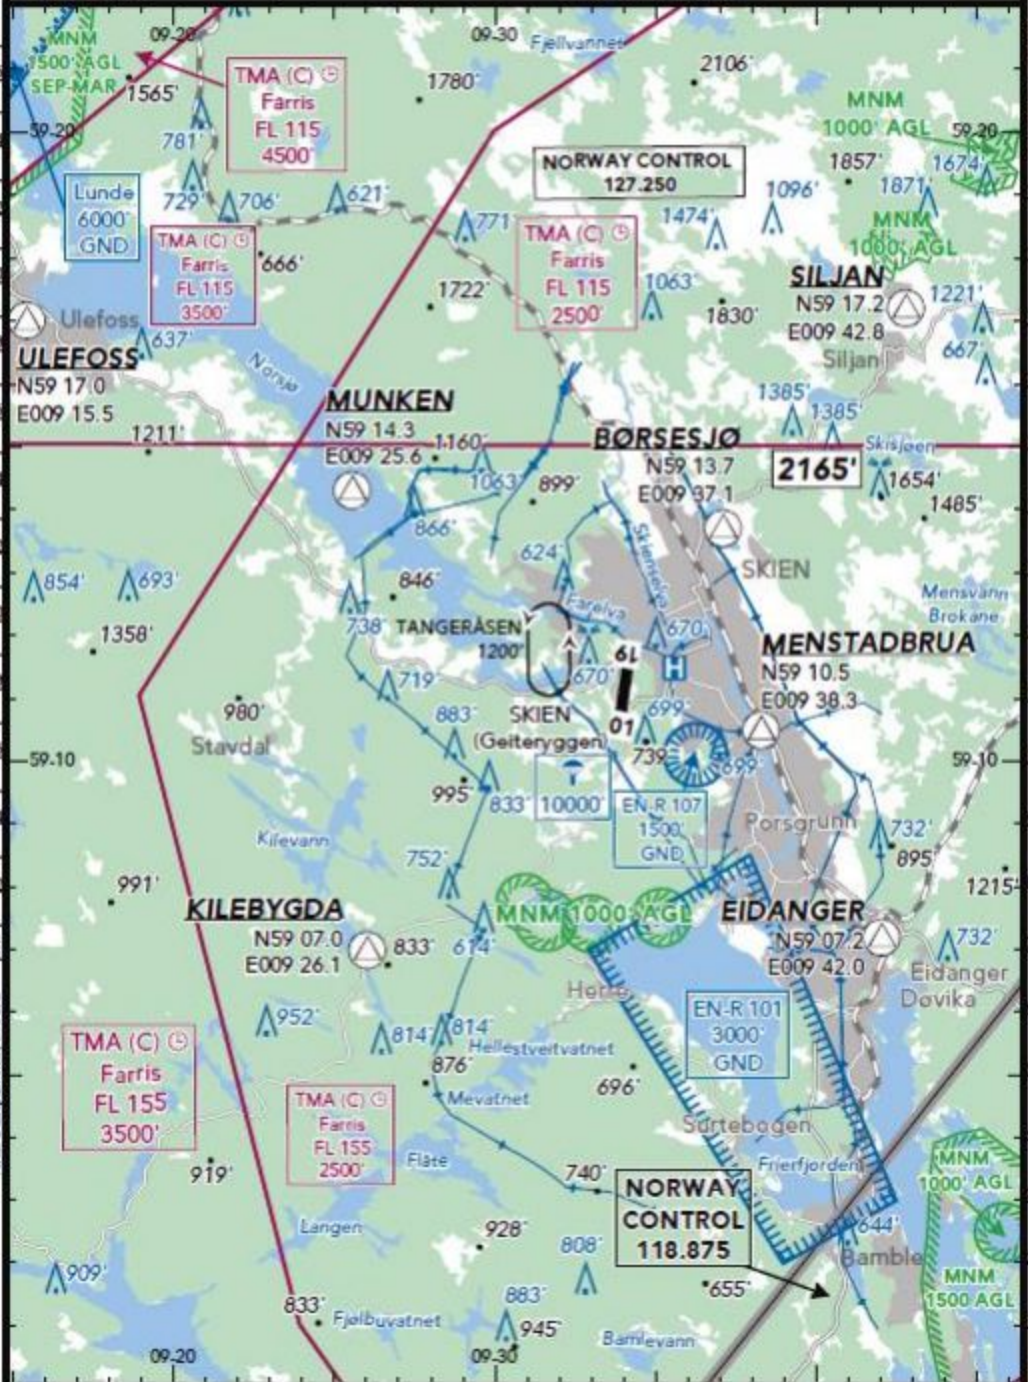 09-20
09-30
MNM
1500' AGL
SEP-MAR
1565'
TMA (C)
Farris
FL 115
4500'
1780'
Fjellvannet
2106'
MNM
1000' AGL
59-20
59-20
781'
NORWAY CONTROL
127.250
1857'
1674'
1871'
1096'
729'
706'
621'
771'
1474'
MNM
1000' AGL
Lunde
6000'
GND
TMA (C)
Farris
FL 115
3500'
666'
TMA (C)
Farris
FL 115
2500'
1063'
1722'
1830'
SILJAN
N59 17.2
E009 42.8
Siljan
1221'
667'
Ulefoss
637'
ULEFOSS
N59 17.0
E009 15.5
Norsjø
MUNKEN
N59 14.3
E009 25.6
1385'
1385'
1211'
1160'
1063'
BØRSESJØ
N59 13.7
E009 37.1
Skisjøen
2165'
1654'
1485'
899'
866'
624'
Skienselva
SKIEN
854'
693'
846'
Farelva
Mensvann
Brokane
738'
TANGERÅSEN
1200'
670'
1358'
19
MENSTADBRUA
N59 10.5
E009 38.3
719'
670'
980'
SKIEN
(Geiteryggen)
01
699'
Stavdal
883'
739'
699'
59-10
59-10
995'
833'
10000'
EN-R 107
1500'
GND
Porsgrunn
732'
895'
Kilevann
752'
1215'
991'
KILEBYGDA
N59 07.0
E009 26.1
833'
614'
MNM 1000' AGL
EIDANGER
N59 07.2
E009 42.0
732'
Eidanger
Døvika
Herre
EN-R 101
3000'
GND
952'
814'
814'
Hellestveitvatnet
TMA (C)
Farris
FL 155
3500'
876'
696'
Mevatnet
TMA (C)
Farris
FL 155
2500'
Surtebogen
Flåte
919'
740'
Frierfjorden
MNM
1000' AGL
NORWAY
CONTROL
118.875
Langen
928'
644'
Bamble
808'
909'
655'
MNM
1500 AGL
833'
Fjølbuvatnet
883'
945'
Bamlevann
09-20
09-30